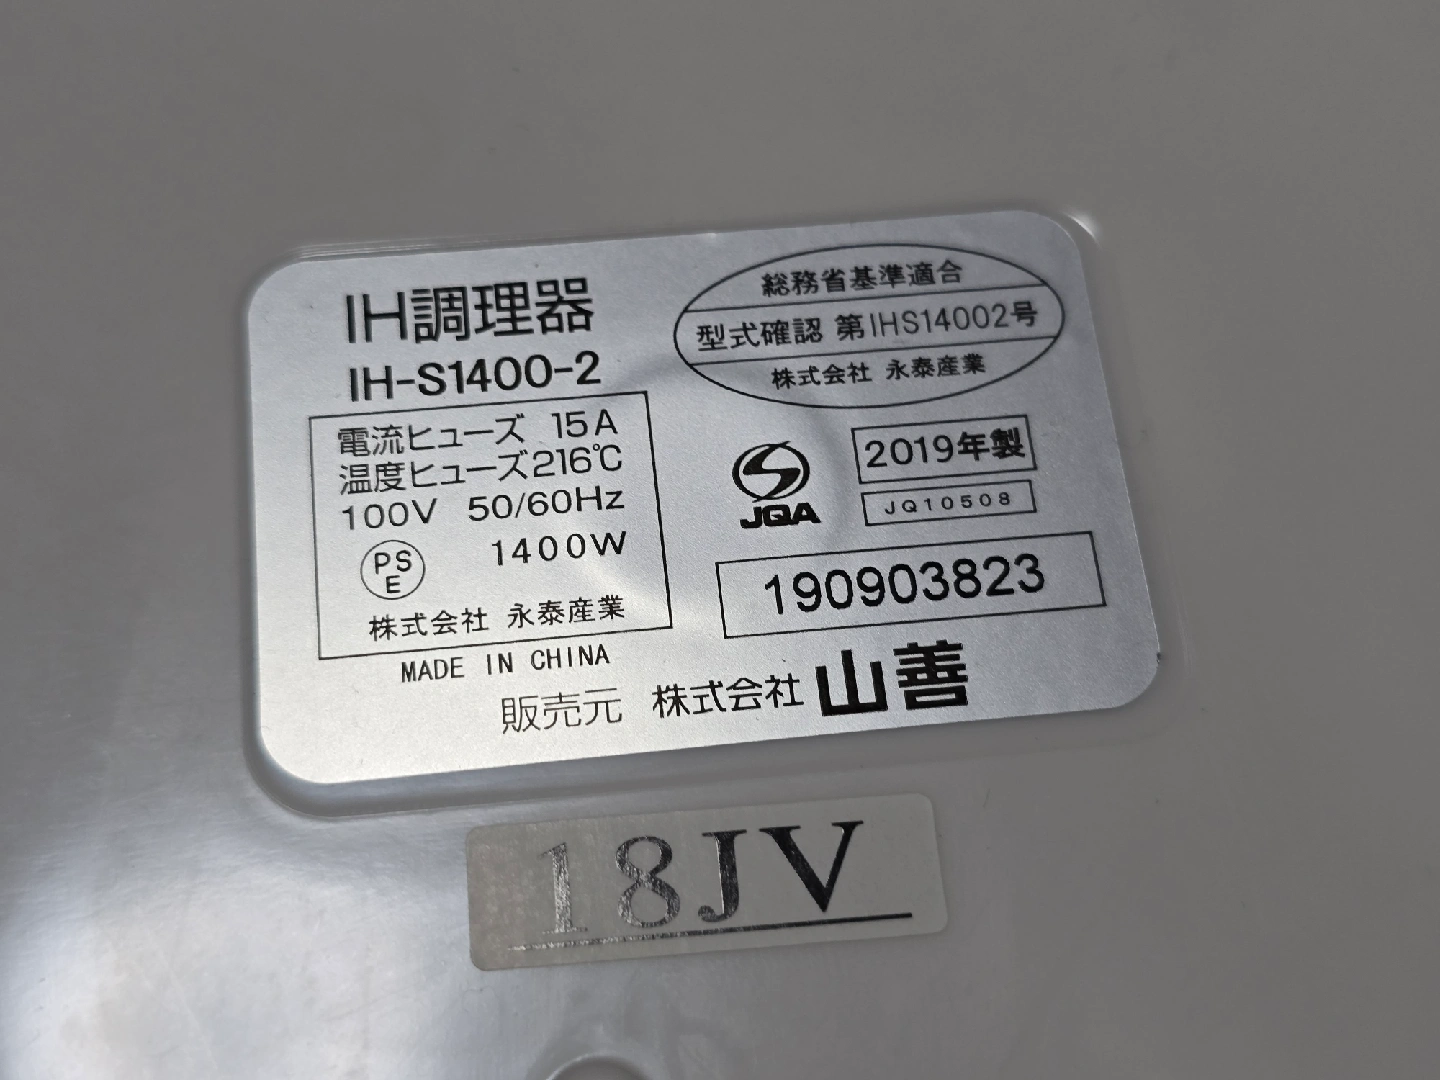 IH調理器
IH-S1400-2
電流ヒューズ 15A
温度ヒューズ216℃
100V 50/60Hz
PS
E
1400W
株式会社 永泰産業
MADE IN CHINA
総務省基準適合
型式確認 第IHS14002号
株式会社 永泰産業
JQA
2019年製
JQ10508
190903823
販売元 株式会社 山善
18JV